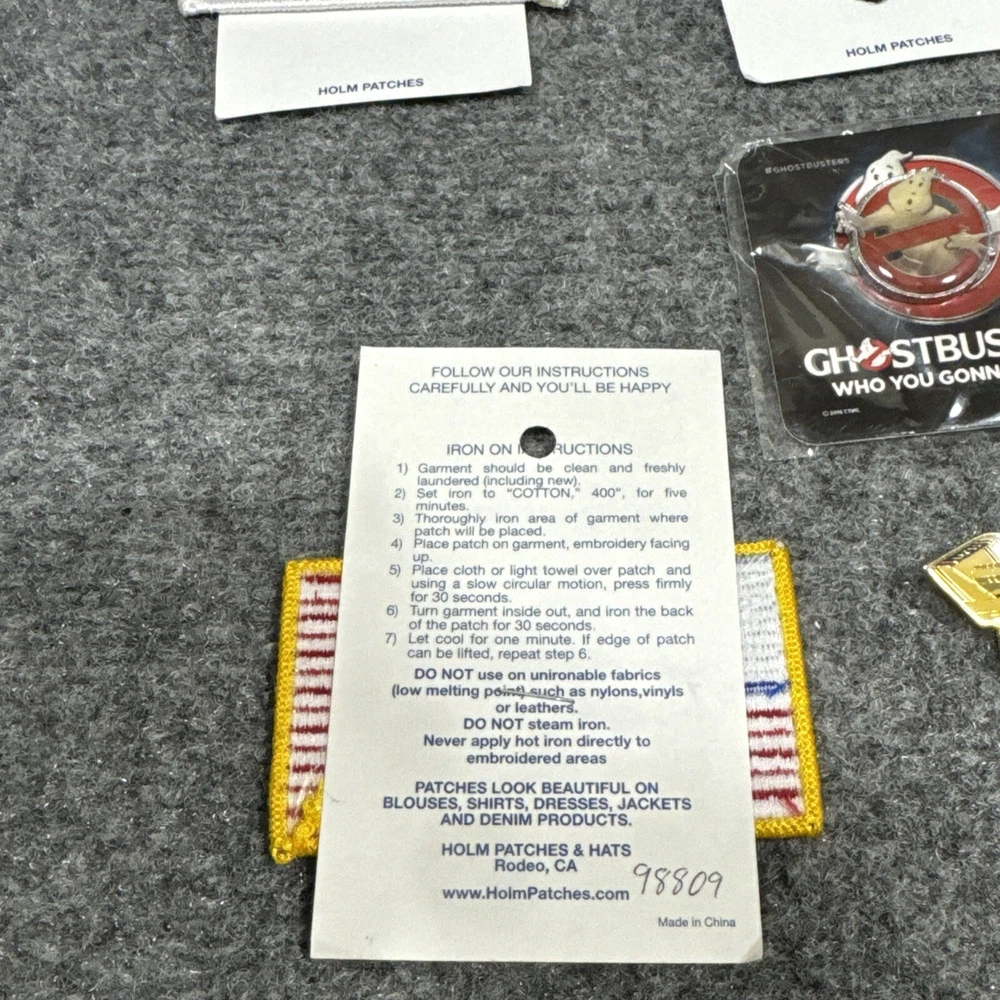 HOLM PATCHES
HOLM PATCHES
#GHOSTBUSTERS
GHOSTBUS
WHO YOU GONN
FOLLOW OUR INSTRUCTIONS
CAREFULLY AND YOU'LL BE HAPPY
IRON ON IN RUCTIONS
1) Garment should be clean and freshly
laundered (including new).
2) Set iron to "COTTON," 400°, for five
minutes.
3) Thoroughly iron area of garment where
patch will be placed.
4) Place patch on garment, embroidery facing
up.
5) Place cloth or light towel over patch and
using a slow circular motion, press firmly
for 30 seconds.
6) Turn garment inside out, and iron the back
of the patch for 30 seconds.
7) Let cool for one minute. If edge of patch
can be lifted, repeat step 6.
DO NOT use on unironable fabrics
(low melting point) such as nylons,vinyls
or leathers.
DO NOT steam iron.
Never apply hot iron directly to
embroidered areas
PATCHES LOOK BEAUTIFUL ON
BLOUSES, SHIRTS, DRESSES, JACKETS
AND DENIM PRODUCTS.
HOLM PATCHES & HATS
Rodeo, CA
www.HolmPatches.com
98809
Made in China